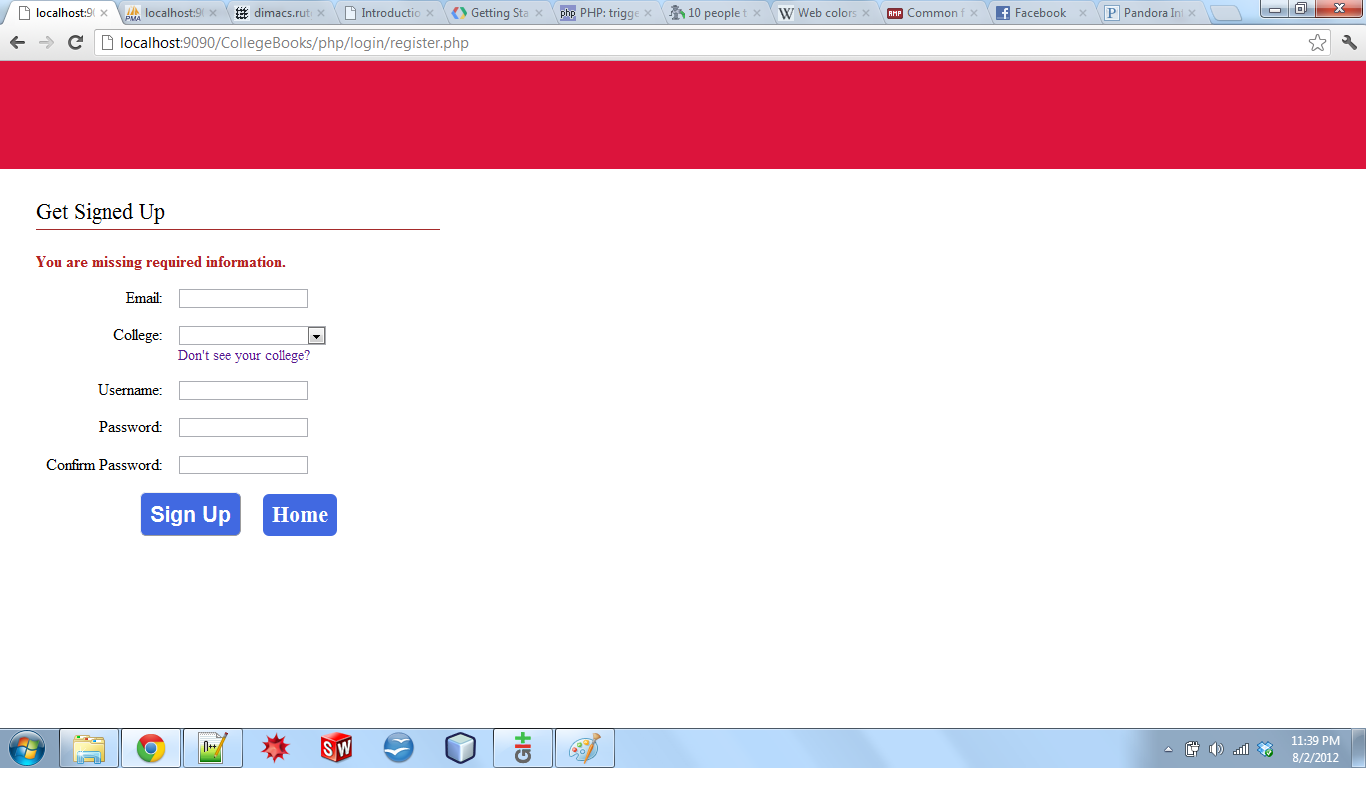 localhost:90 localhost:90 dimacs.rut Introductio Getting Sta PHP: trigge 10 people t Web colors Common f Facebook Pandora Int
localhost:9090/CollegeBooks/php/login/register.php
Get Signed Up
You are missing required information.
Email:
College:
Don't see your college?
Username:
Password:
Confirm Password:
Sign Up Home
11:39 PM
8/2/2012